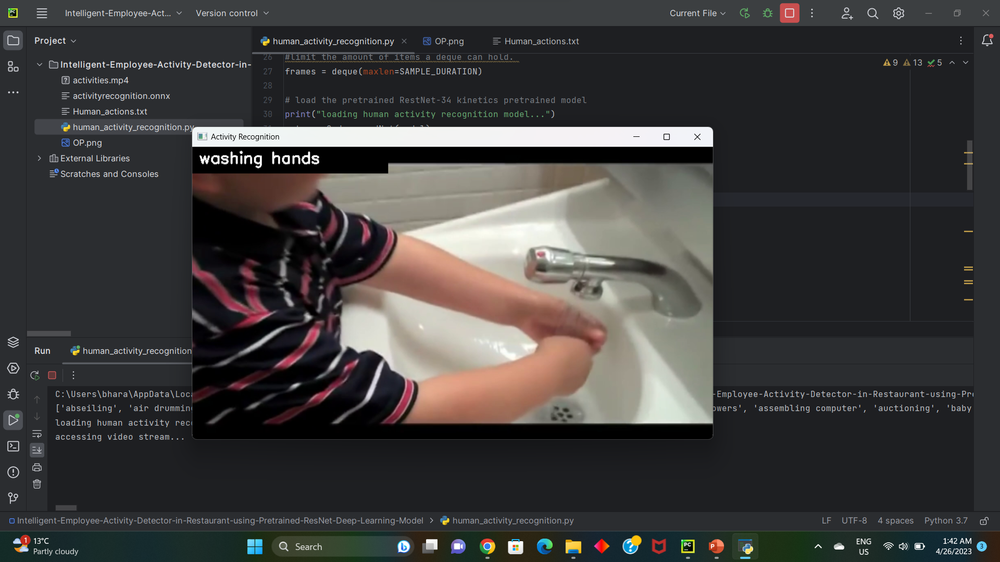 Intelligent-Employee-Act...
Version control
Current File
Project
human_activity_recognition.py
OP.png
Human_actions.txt
Intelligent-Employee-Activity-Detector-in-
activities.mp4
activityrecognition.onnx
Human_actions.txt
human_activity_recognition.py
OP.png
External Libraries
Scratches and Consoles
9 13 5
26 #limit the amount of items a deque can hold.
27 frames = deque(maxlen=SAMPLE_DURATION)
28
29 # load the pretrained RestNet-34 kinetics pretrained model
30 print("loading human activity recognition model...")
Activity Recognition
washing hands
Run
human_activity_recognition
C:\Users\bhara\AppData\Loca
-Employee-Activity-Detector-in-Restaurant-using-Pr
['abseiling', 'air drumming
owers', 'assembling computer', 'auctioning', 'baby
loading human activity reco
accessing video stream...
Intelligent-Employee-Activity-Detector-in-Restaurant-using-Pretrained-ResNet-Deep-Learning-Model > human_activity_recognition.py
LF UTF-8 4 spaces Python 3.7
1
13°C
Partly cloudy
Search
ENG
US
1:42 AM
4/26/2023
3